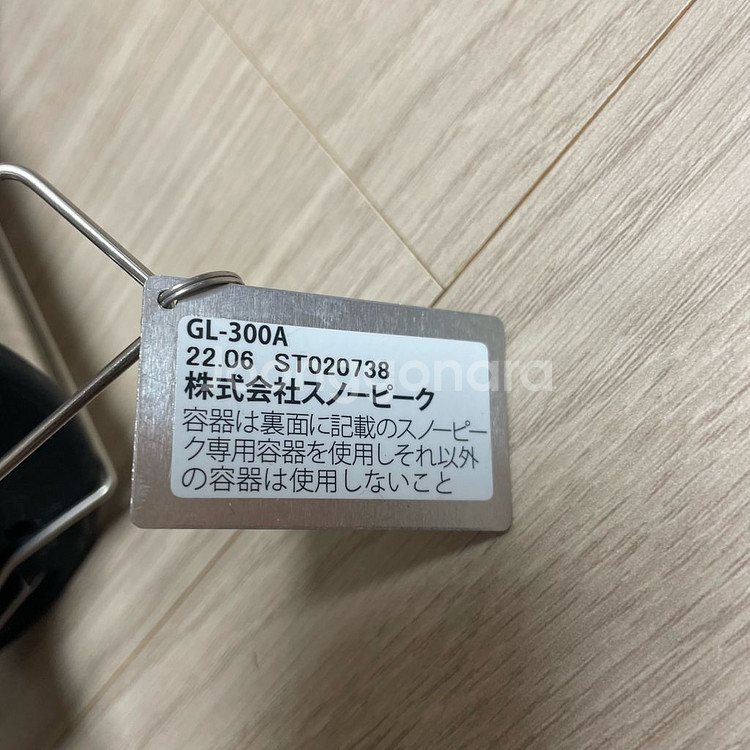 GL-300A
22.06 ST020738
株式会社スノーピーク
容器は裏面に記載のスノーピー
ク専用容器を使用しそれ以外
の容器は使用しないこと